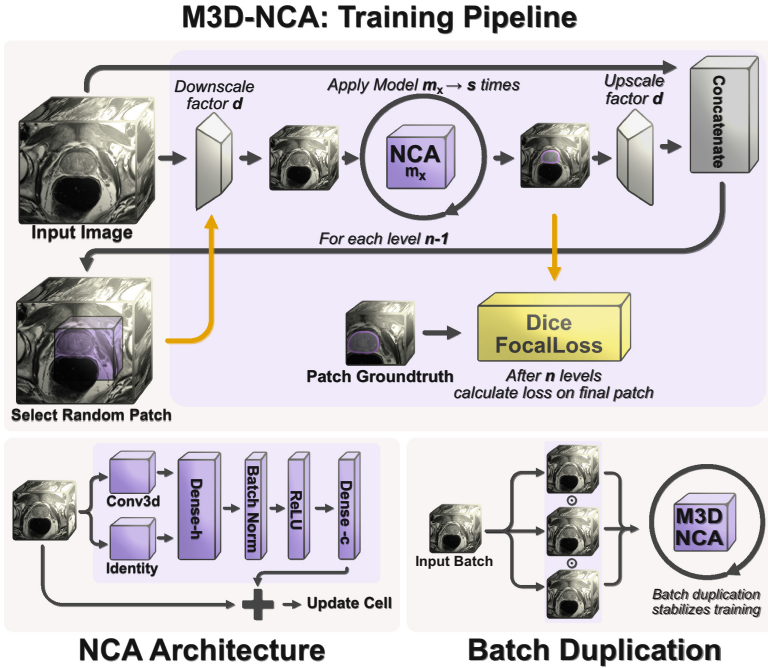 M3D-NCA: Training Pipeline
Downscale
factor d
Apply Model mx → s times
Upscale
factor d
Concatenate
NCA
mx
Input Image
For each level n-1
Dice
FocalLoss
Patch Groundtruth
After n levels
calculate loss on final patch
Select Random Patch
Conv3d
Identity
Dense-h
Batch Norm
ReLU
Dense -c
Update Cell
NCA Architecture
Input Batch
M3D
NCA
Batch duplication
stabilizes training
Batch Duplication